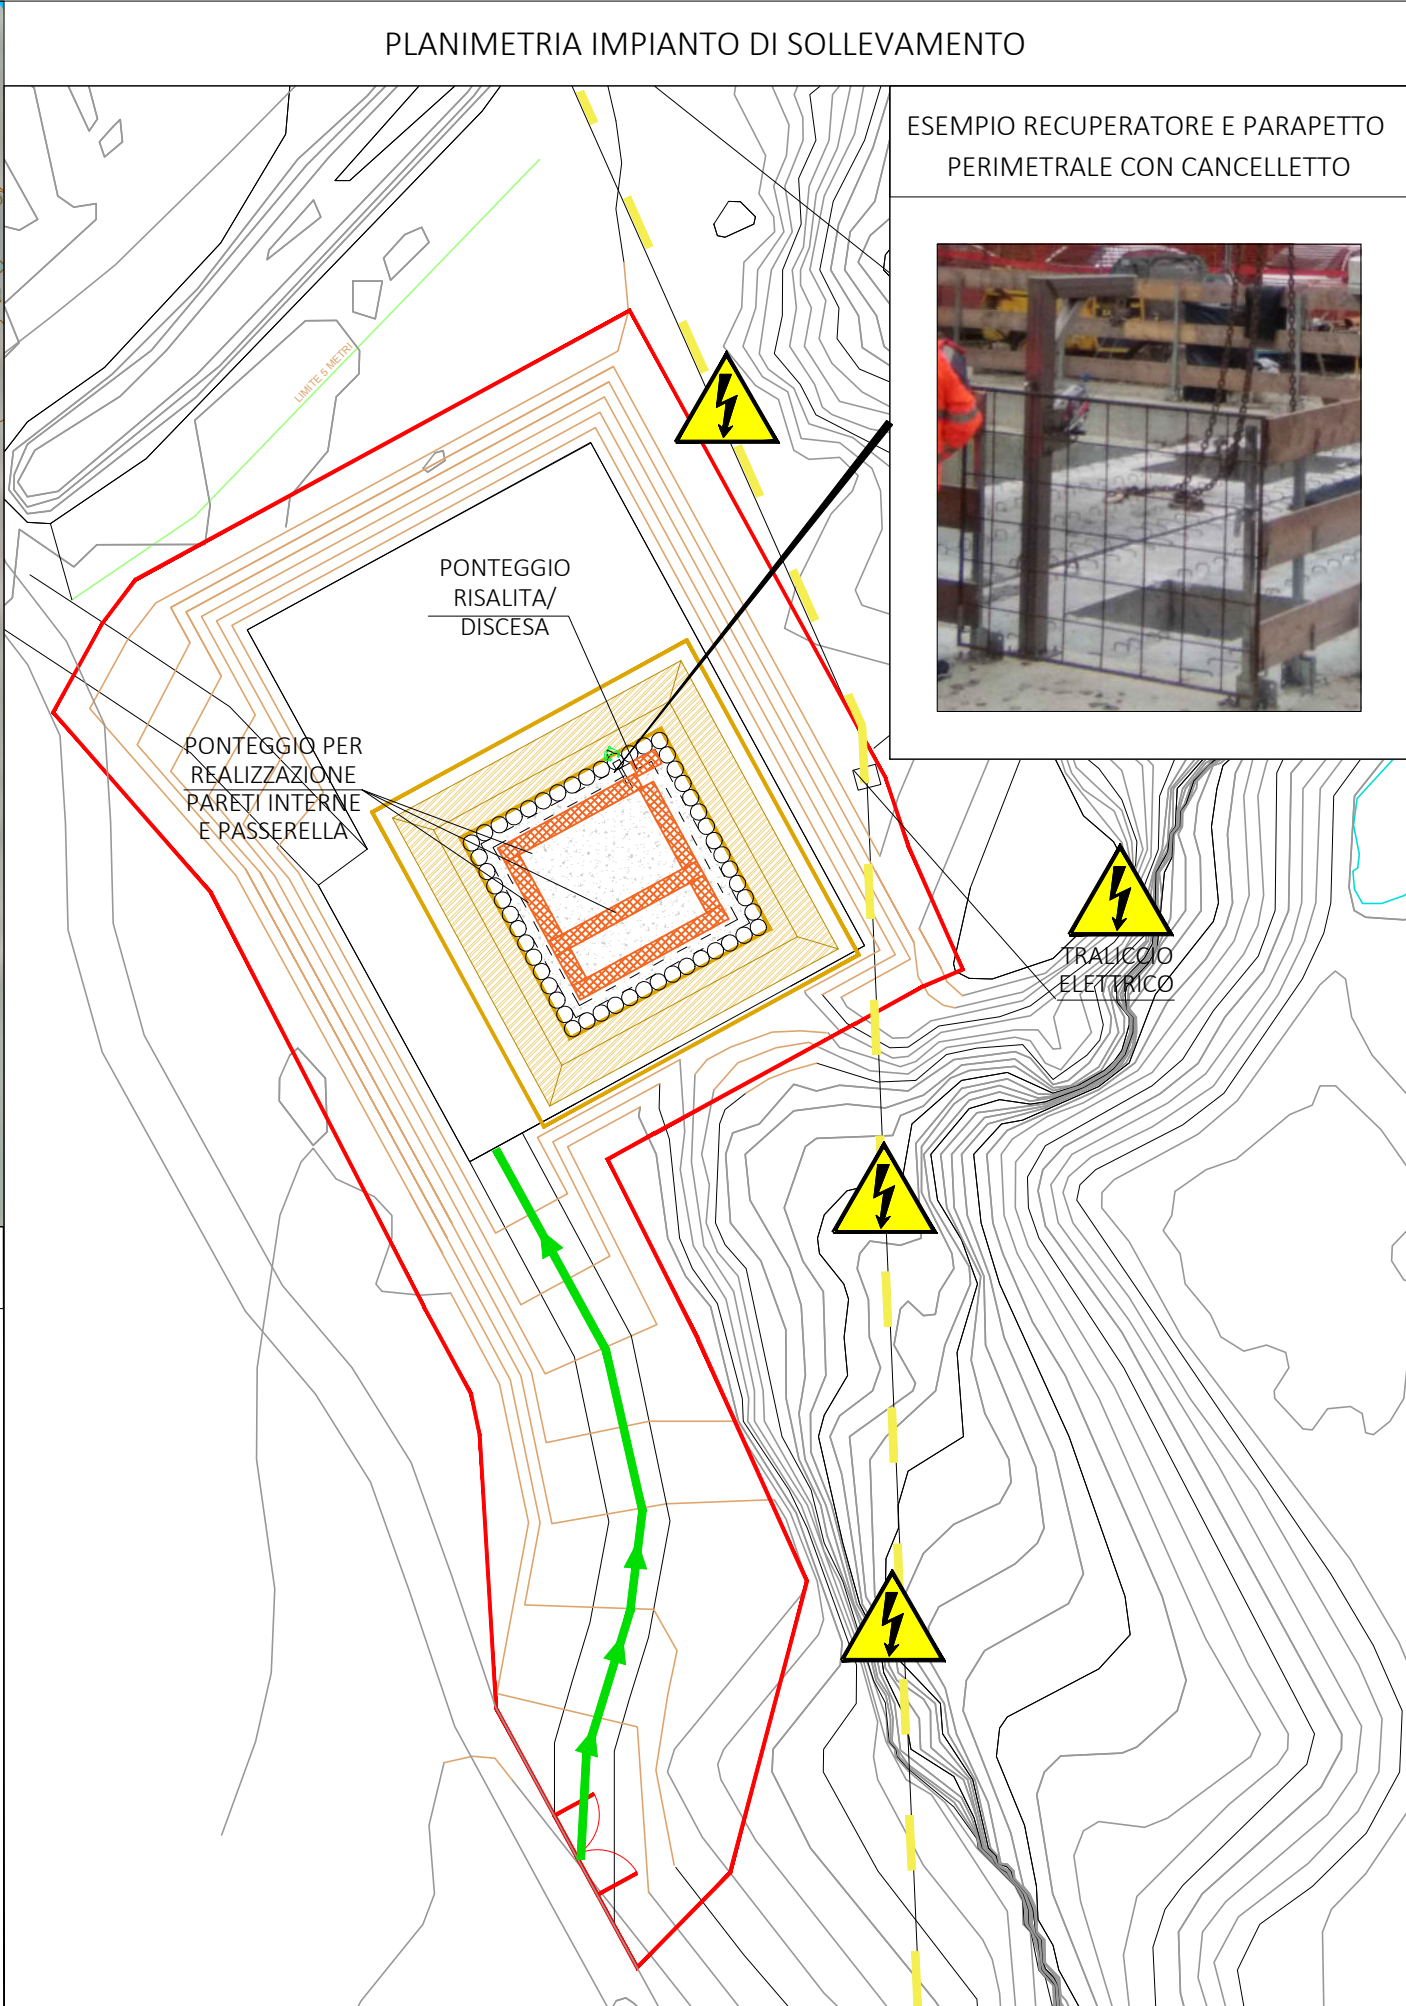 PLANIMETRIA IMPIANTO DI SOLLEVAMENTO
ESEMPIO RECUPERATORE E PARAPETTO
PERIMETRALE CON CANCELLETTO
LIMITE 5 METRI
PONTEGGIO
RISALITA/
DISCESA
PONTEGGIO PER
REALIZZAZIONE
PARETI INTERNE
E PASSERELLA
TRALICCIO
ELETTRICO